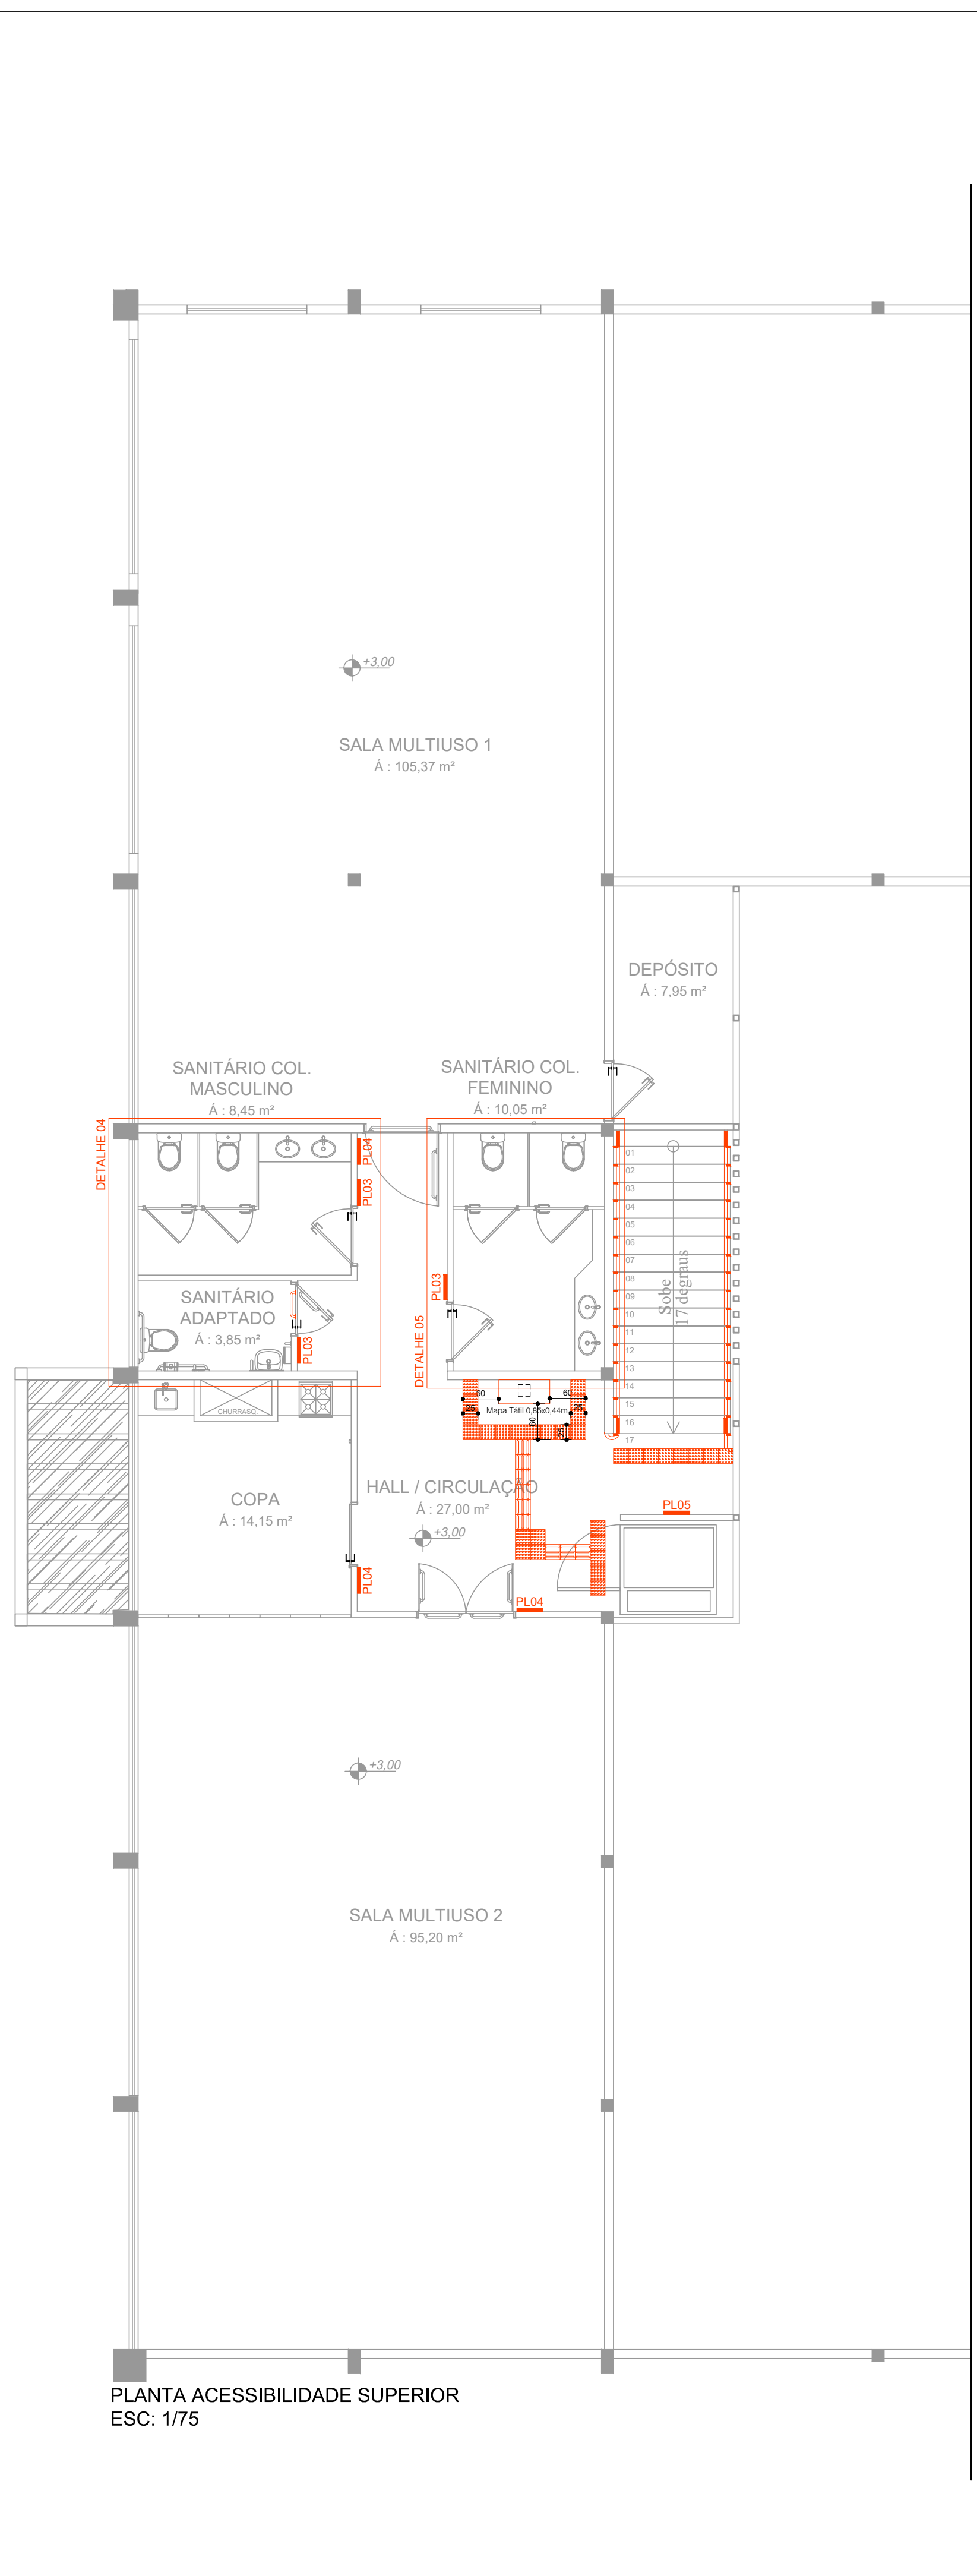 +3,00
SALA MULTIUSO 1
Á : 105,37 m²
DEPÓSITO
Á : 7,95 m²
SANITÁRIO COL.
MASCULINO
Á : 8,45 m²
SANITÁRIO COL.
FEMININO
Á : 10,05 m²
DETALHE 04
PL04
PL03
PL03
DETALHE 05
SANITÁRIO
ADAPTADO
Á : 3,85 m²
PL03
01
02
03
04
05
06
07
08
09
10
11
12
13
14
15
16
17
Sobe
17 degraus
60
60
25
Mapa Tátil 0,85x0,44m
25
60
25
CHURRASQ
COPA
Á : 14,15 m²
HALL / CIRCULAÇÃO
Á : 27,00 m²
+3,00
PL05
PL04
PL04
+3,00
SALA MULTIUSO 2
Á : 95,20 m²
PLANTA ACESSIBILIDADE SUPERIOR
ESC: 1/75